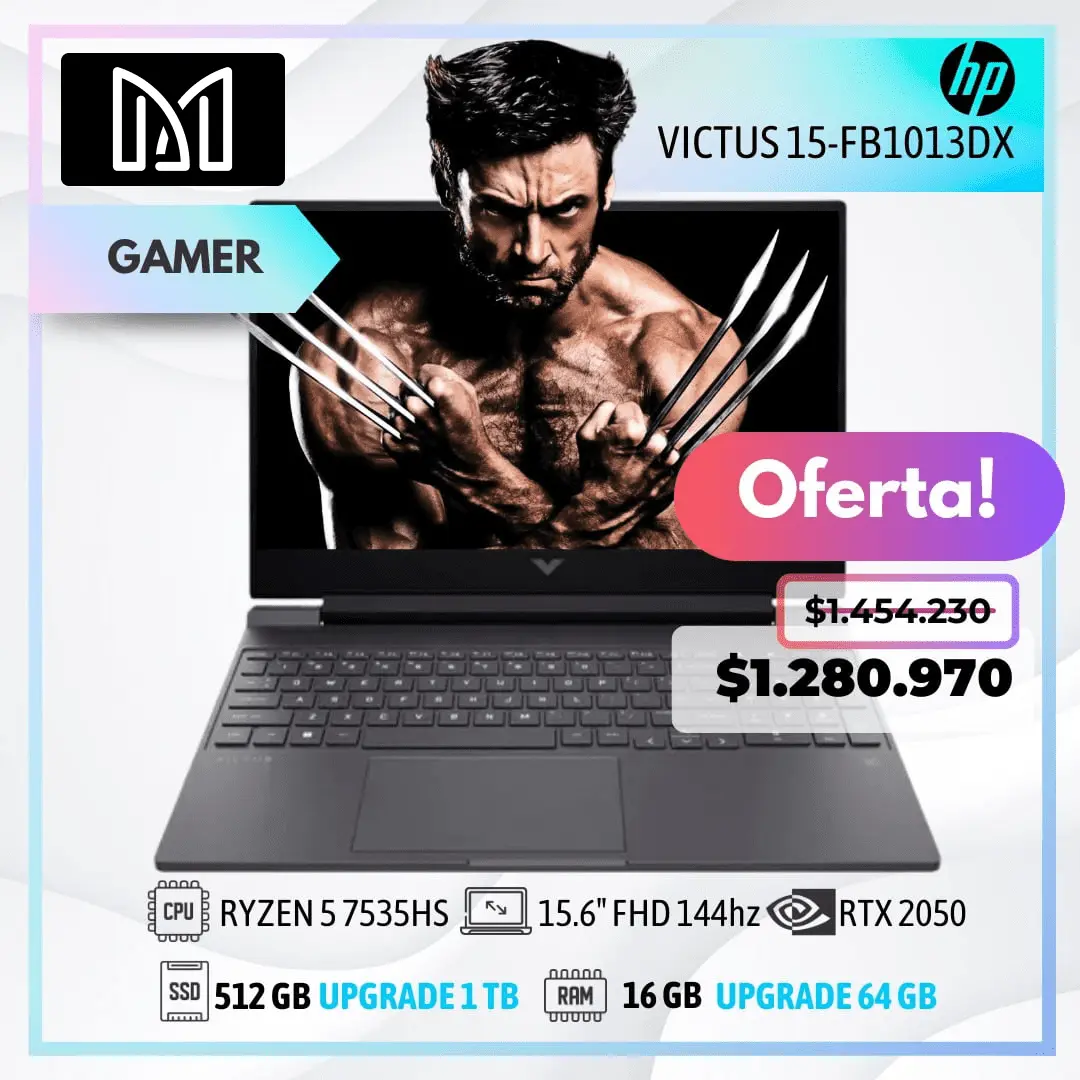 hp
VICTUS 15-FB1013DX
GAMER
Oferta!
$1.454.230
$1.280.970
VICTUS
CPU RYZEN 5 7535HS 15.6" FHD 144hz RTX 2050
SSD 512 GB UPGRADE 1 TB RAM 16 GB UPGRADE 64 GB